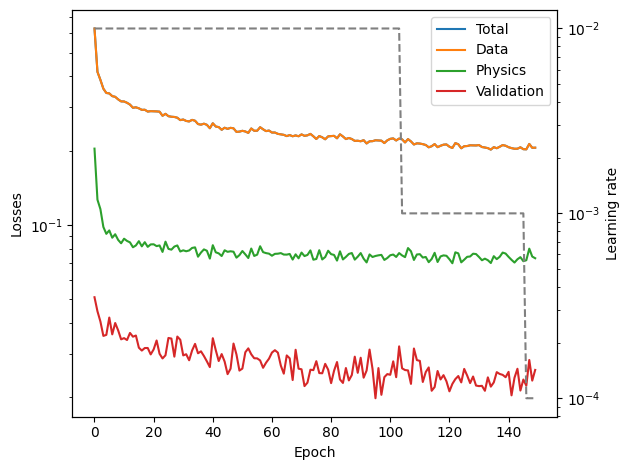 Total
Data
Physics
Validation
Losses
10⁻¹
Learning rate
10⁻²
10⁻³
10⁻⁴
0 20 40 60 80 100 120 140
Epoch